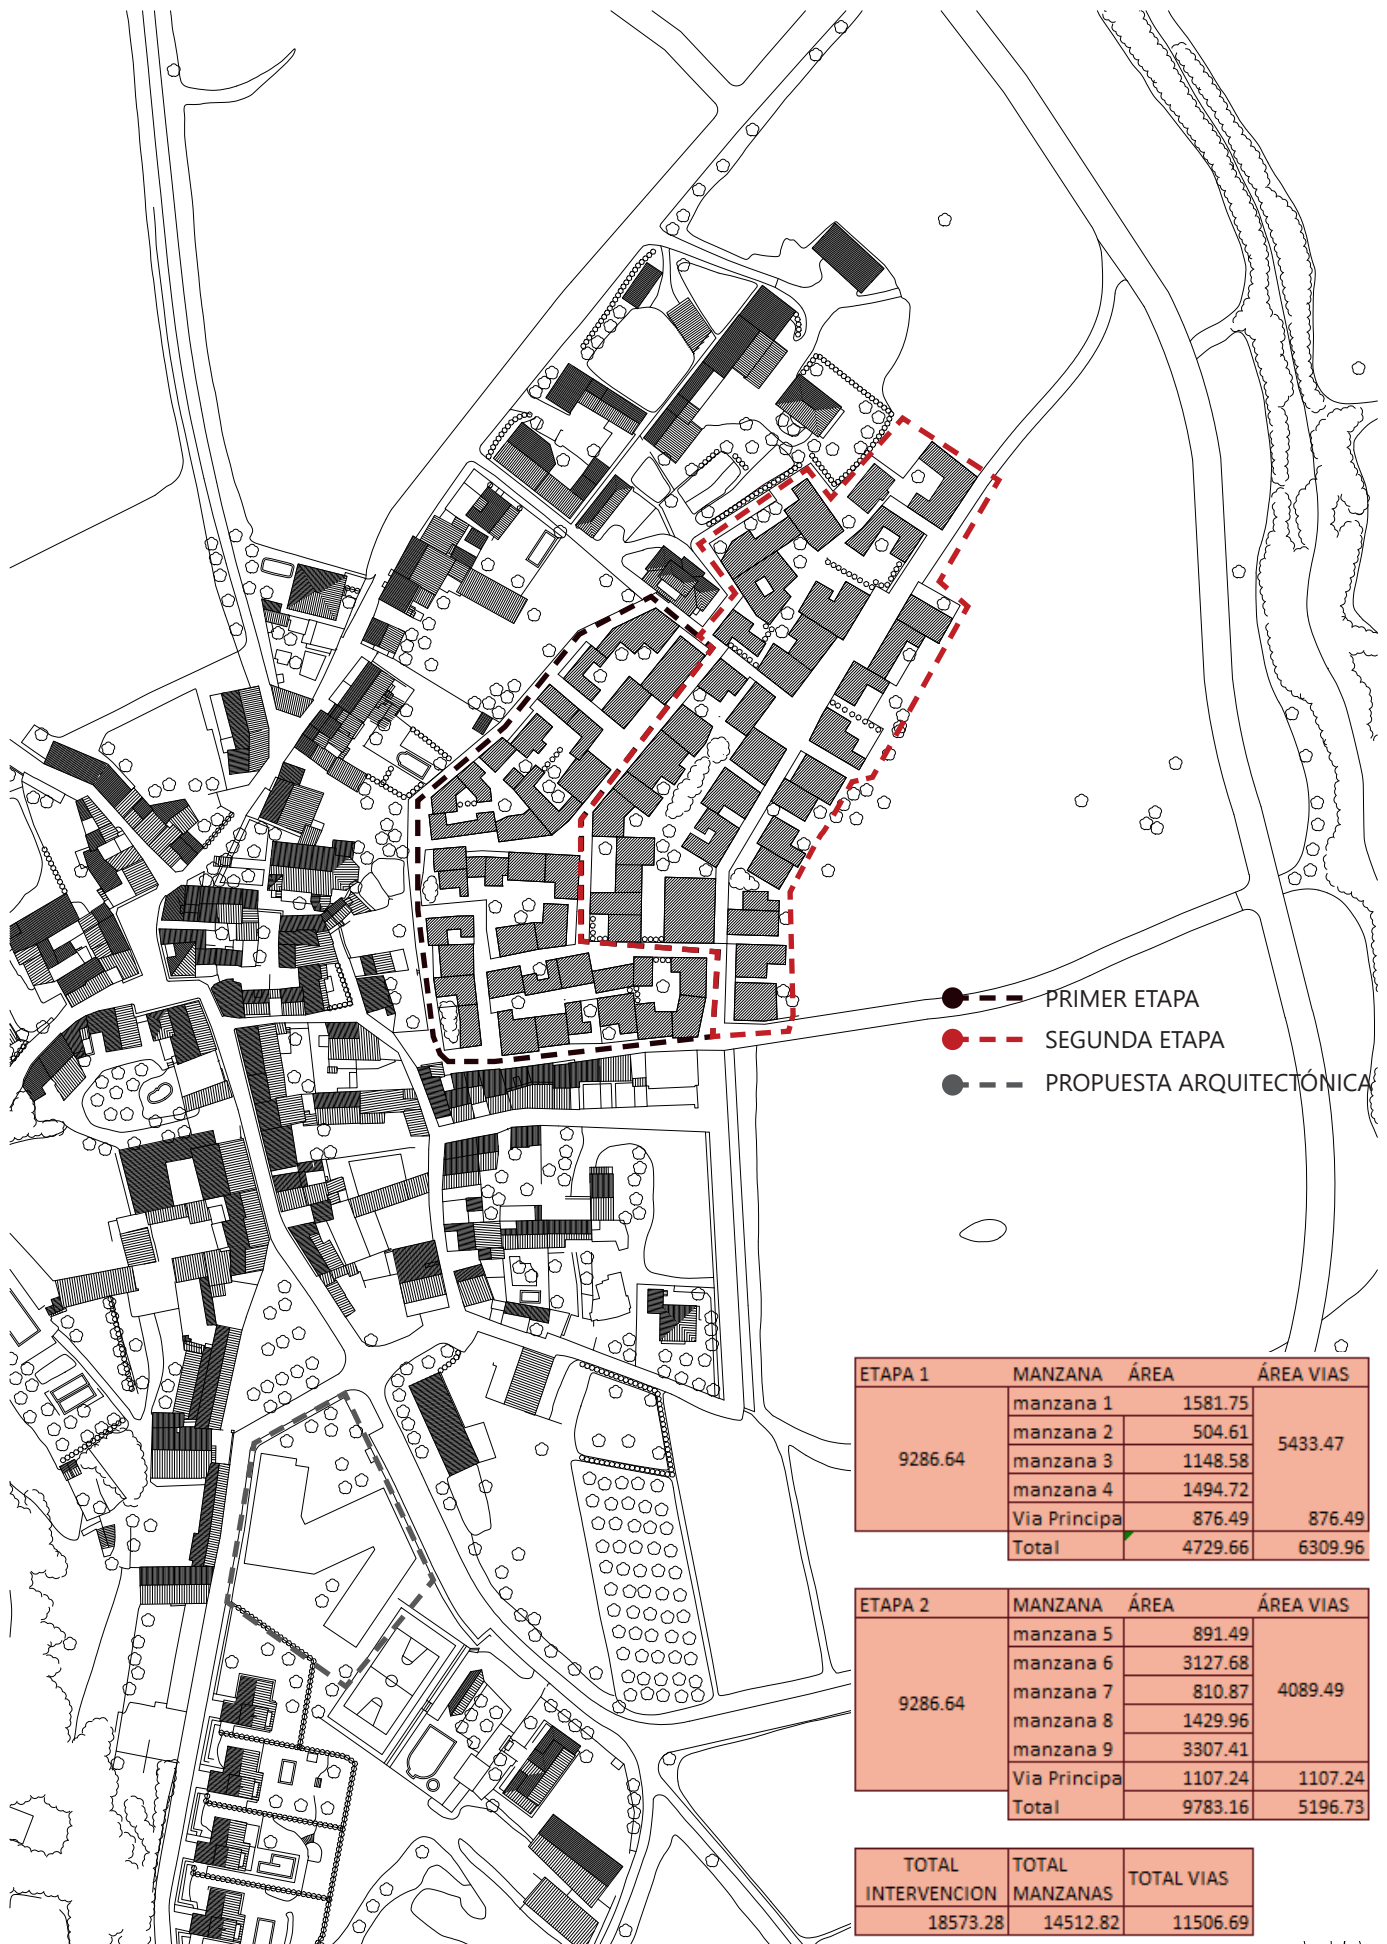 PRIMER ETAPA
SEGUNDA ETAPA
PROPUESTA ARQUITECTÓNICA
ETAPA 1 MANZANA ÁREA ÁREA VIAS
manzana 1 1581.75
manzana 2 504.61
5433.47
9286.64 manzana 3 1148.58
manzana 4 1494.72
Via Principa 876.49 876.49
Total 4729.66 6309.96
ETAPA 2 MANZANA ÁREA ÁREA VIAS
manzana 5 891.49
manzana 6 3127.68
9286.64 manzana 7 810.87 4089.49
manzana 8 1429.96
manzana 9 3307.41
Via Principa 1107.24 1107.24
Total 9783.16 5196.73
TOTAL INTERVENCION TOTAL MANZANAS TOTAL VIAS
18573.28 14512.82 11506.69